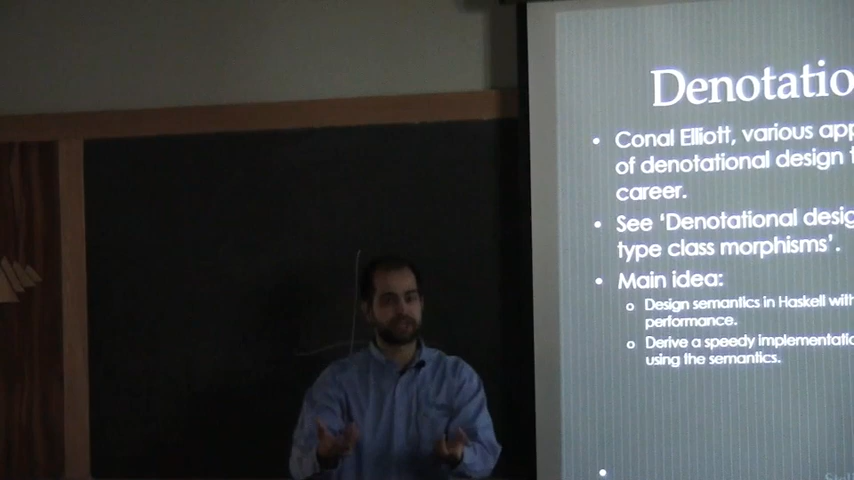 Denotatio
• Conal Elliott, various app
of denotational design t
career.
• See ‘Denotational desig
type class morphisms’.
• Main idea:
o Design semantics in Haskell with
performance.
o Derive a speedy implementatio
using the semantics.
•